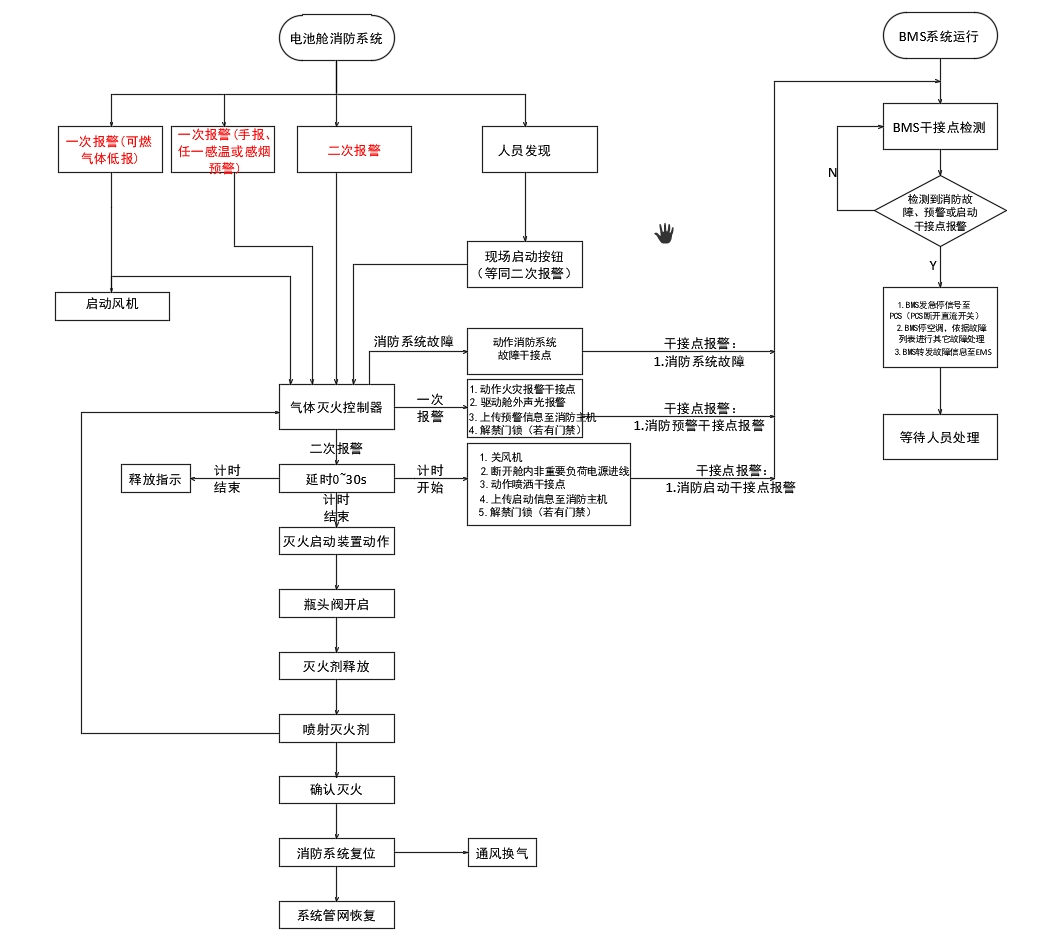 电池舱消防系统
BMS系统运行
一次报警(可燃
气体低报)
一次报警(手报、
任一感温或感烟
预警)
二次报警
人员发现
BMS干接点检测
N
检测到消防故
障、预警或启动
干接点报警
Y
现场启动按钮
（等同二次报警）
启动风机
1.BMS发急停信号至
PCS（PCS断开直流开关）
2.BMS停空调，依据故障
列表进行其它故障处理
3.BMS转发故障信息至EMS
等待人员处理
消防系统故障
动作消防系统
故障干接点
干接点报警：
1.消防系统故障
气体灭火控制器
一次
报警
1. 动作火灾报警干接点
2. 驱动舱外声光报警
3. 上传预警信息至消防主机
4. 解禁门锁（若有门禁）
干接点报警：
1.消防预警干接点报警
二次报警
释放指示
计时
结束
延时0~30s
计时
开始
1. 关风机
2. 断开舱内非重要负荷电源进线
3. 动作喷洒干接点
4. 上传启动信息至消防主机
5. 解禁门锁（若有门禁）
干接点报警：
1.消防启动干接点报警
计时
结束
灭火启动装置动作
瓶头阀开启
灭火剂释放
喷射灭火剂
确认灭火
消防系统复位
通风换气
系统管网恢复